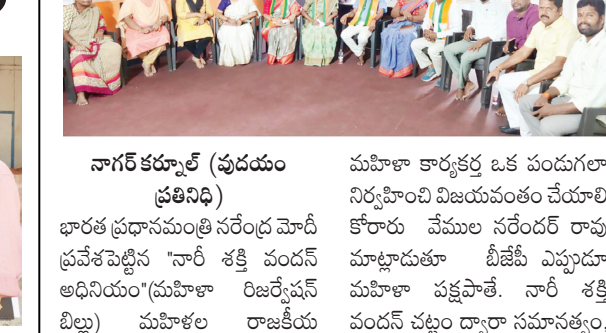 నాగర్‌కర్నూల్ (వుదయం
ప్రతినిధి)
భారత ప్రధానమంత్రి నరేంద్ర మోదీ
ప్రవేశపెట్టిన "నారీ శక్తి వందన్
అధినియం"(మహిళా రిజర్వేషన్
బిల్లు) మహిళల రాజకీయ
మహిళా కార్యకర్త ఒక పండుగలా
నిర్వహించి విజయవంతం చేయాలి
కోరారు వేముల నరేందర్ రావు
మాట్లాడుతూ బీజేపీ ఎప్పుడూ
మహిళా పక్షపాతే. నారీ శక్తి
వందన్ చట్టం ద్వారా సమానత్వం,